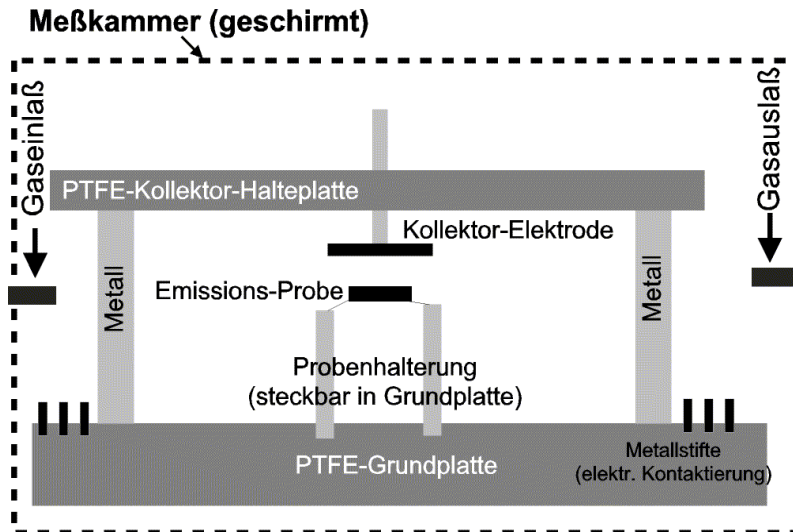 Meßkammer (geschirmt)
Gaseinlaß
Gasauslaß
PTFE-Kollektor-Halteplatte
Kollektor-Elektrode
Emissions-Probe
Metall
Metall
Probenhalterung
(steckbar in Grundplatte)
Metallstifte
(elektr. Kontaktierung)
PTFE-Grundplatte